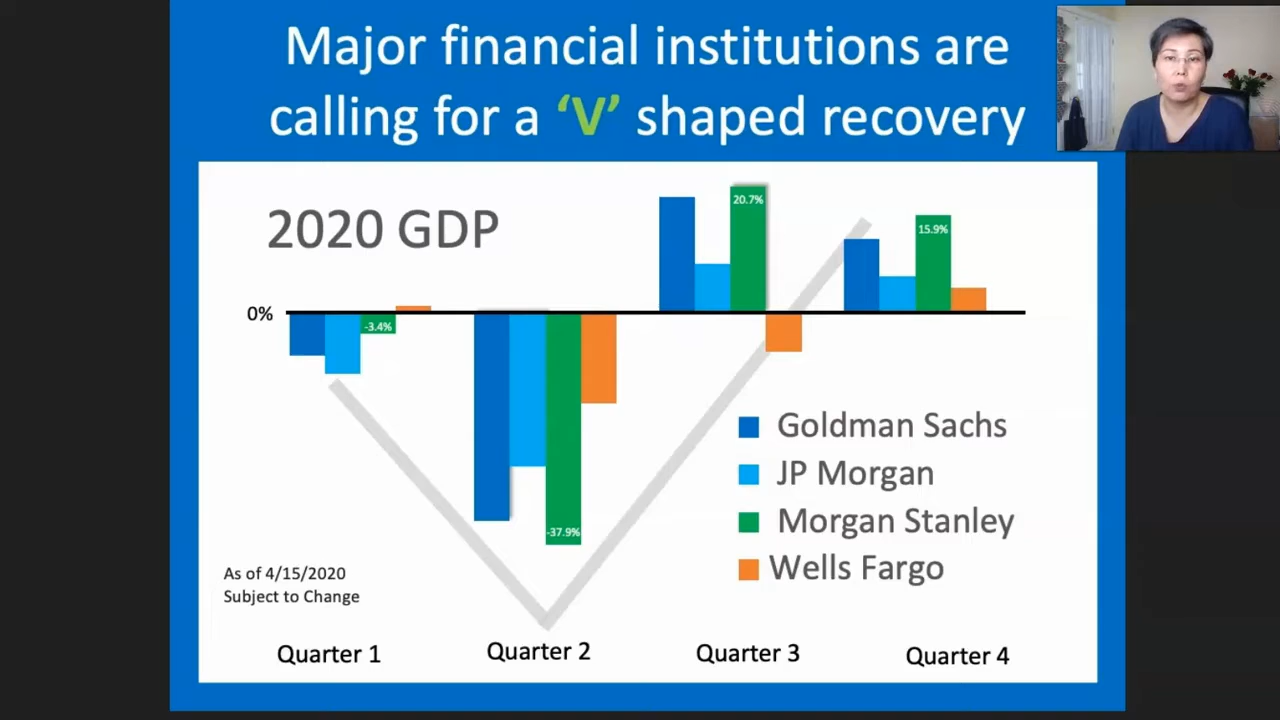 Major financial institutions are
calling for a ‘V’ shaped recovery
2020 GDP
20.7%
15.9%
0%
-3.4%
-37.9%
Goldman Sachs
JP Morgan
Morgan Stanley
Wells Fargo
As of 4/15/2020
Subject to Change
Quarter 1
Quarter 2
Quarter 3
Quarter 4